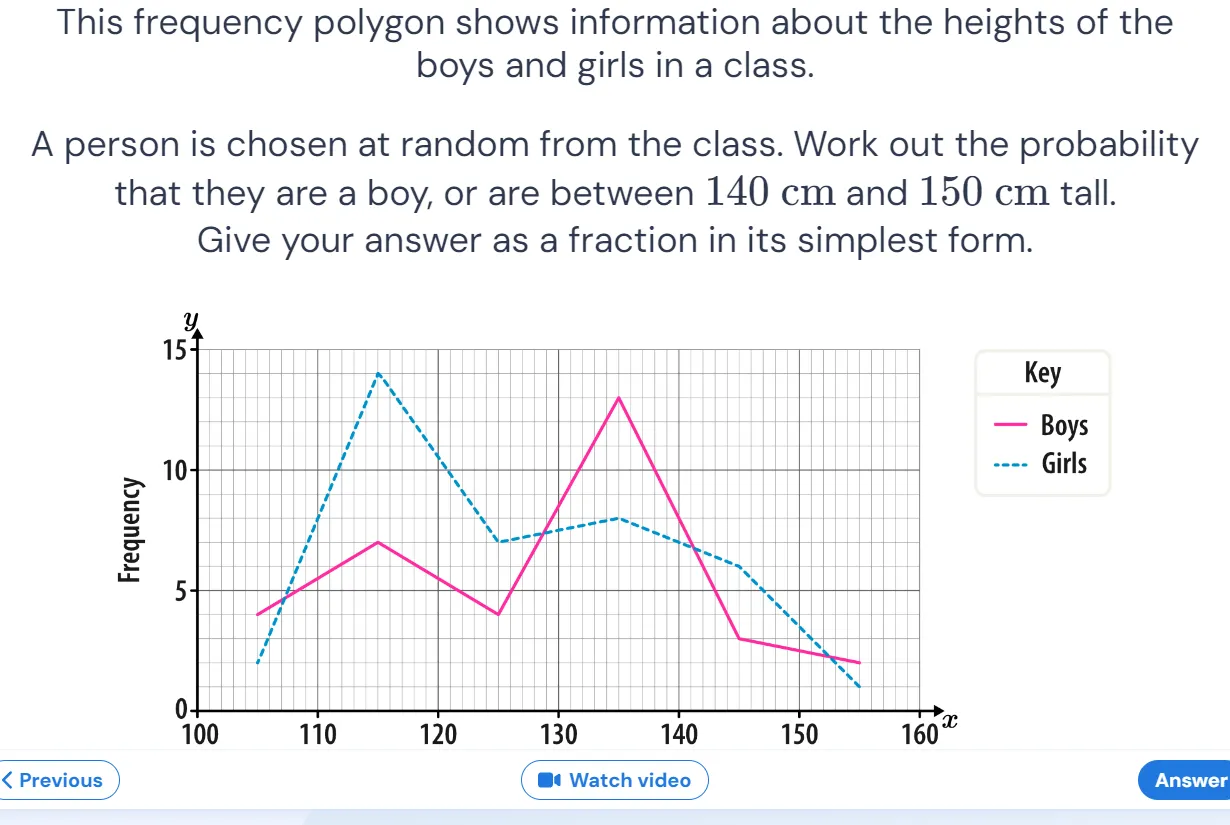 This frequency polygon shows information about the heights of the
boys and girls in a class.
A person is chosen at random from the class. Work out the probability
that they are a boy, or are between 140 cm and 150 cm tall.
Give your answer as a fraction in its simplest form.
y
15
10
5
0
Frequency
100 110 120 130 140 150 160
x
Key
Boys
Girls
Previous
Watch video
Answer